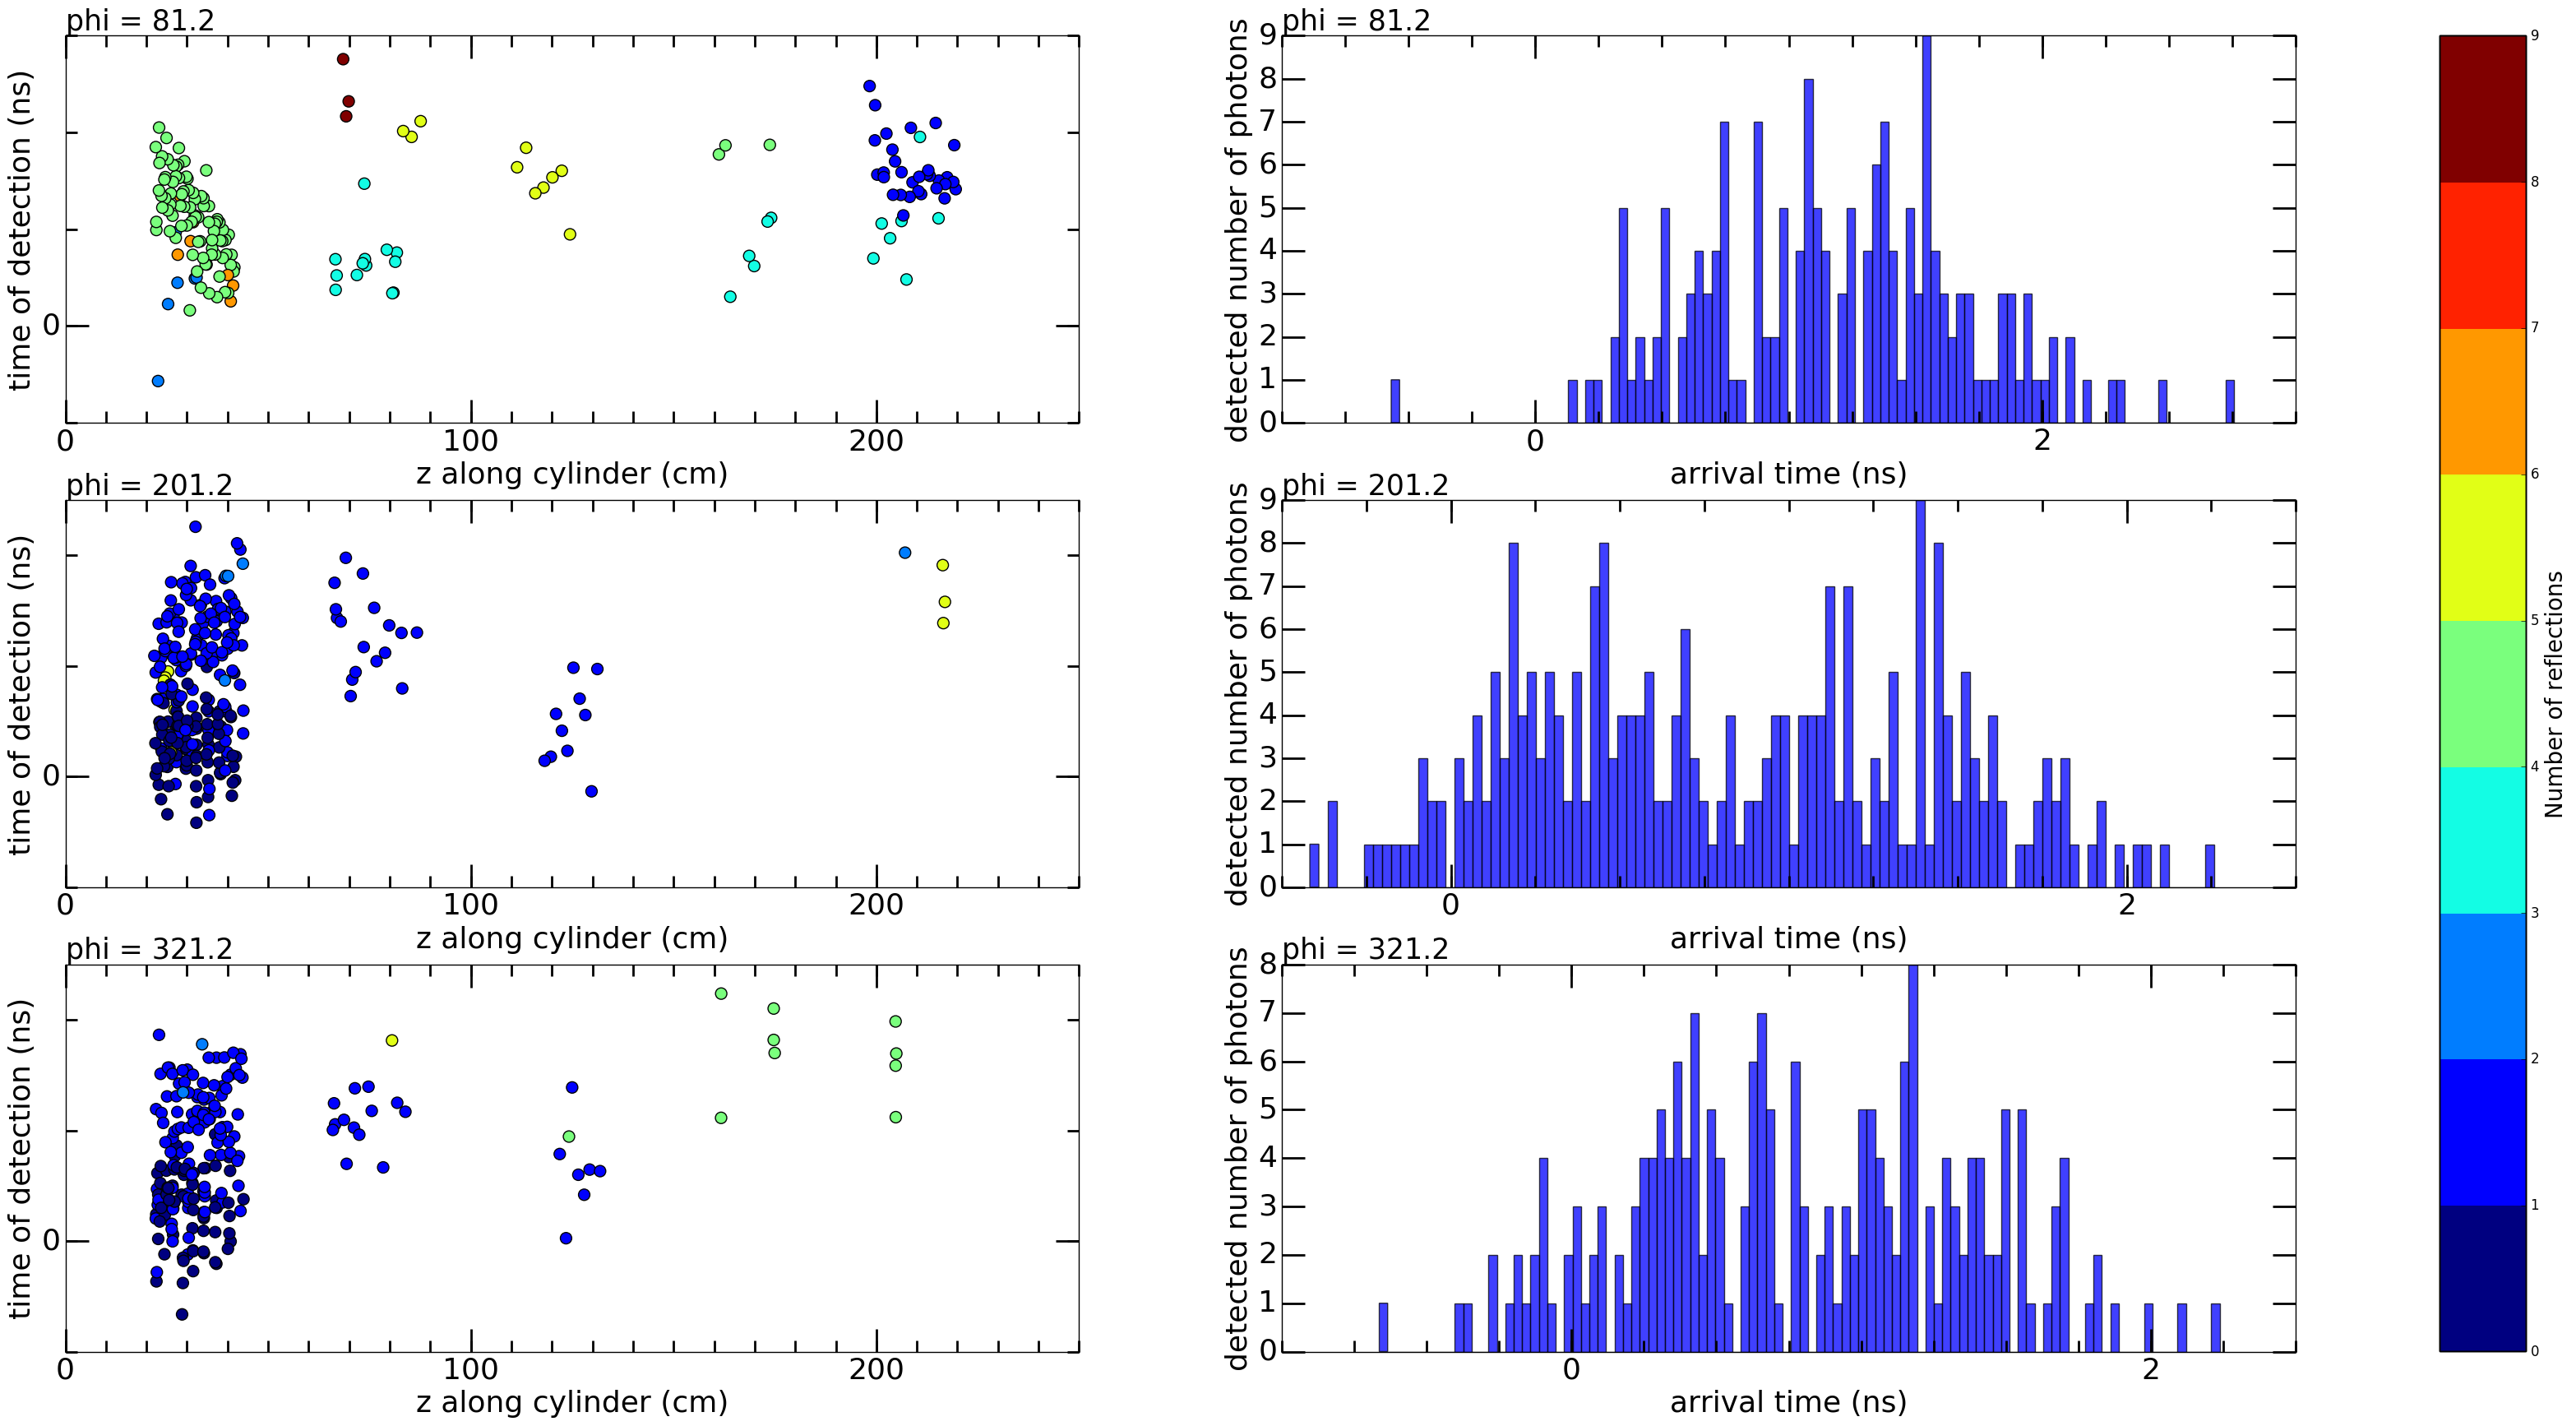 phi = 81.2
time of detection (ns)
0
0 100 200
z along cylinder (cm)
phi = 81.2
detected number of photons
9
8
7
6
5
4
3
2
1
0
0 2
arrival time (ns)
phi = 201.2
time of detection (ns)
0
0 100 200
z along cylinder (cm)
phi = 201.2
detected number of photons
9
8
7
6
5
4
3
2
1
0
0 2
arrival time (ns)
phi = 321.2
time of detection (ns)
0
0 100 200
z along cylinder (cm)
phi = 321.2
detected number of photons
8
7
6
5
4
3
2
1
0
0 2
arrival time (ns)
9
8
7
6
5
4
3
2
1
0
Number of reflections